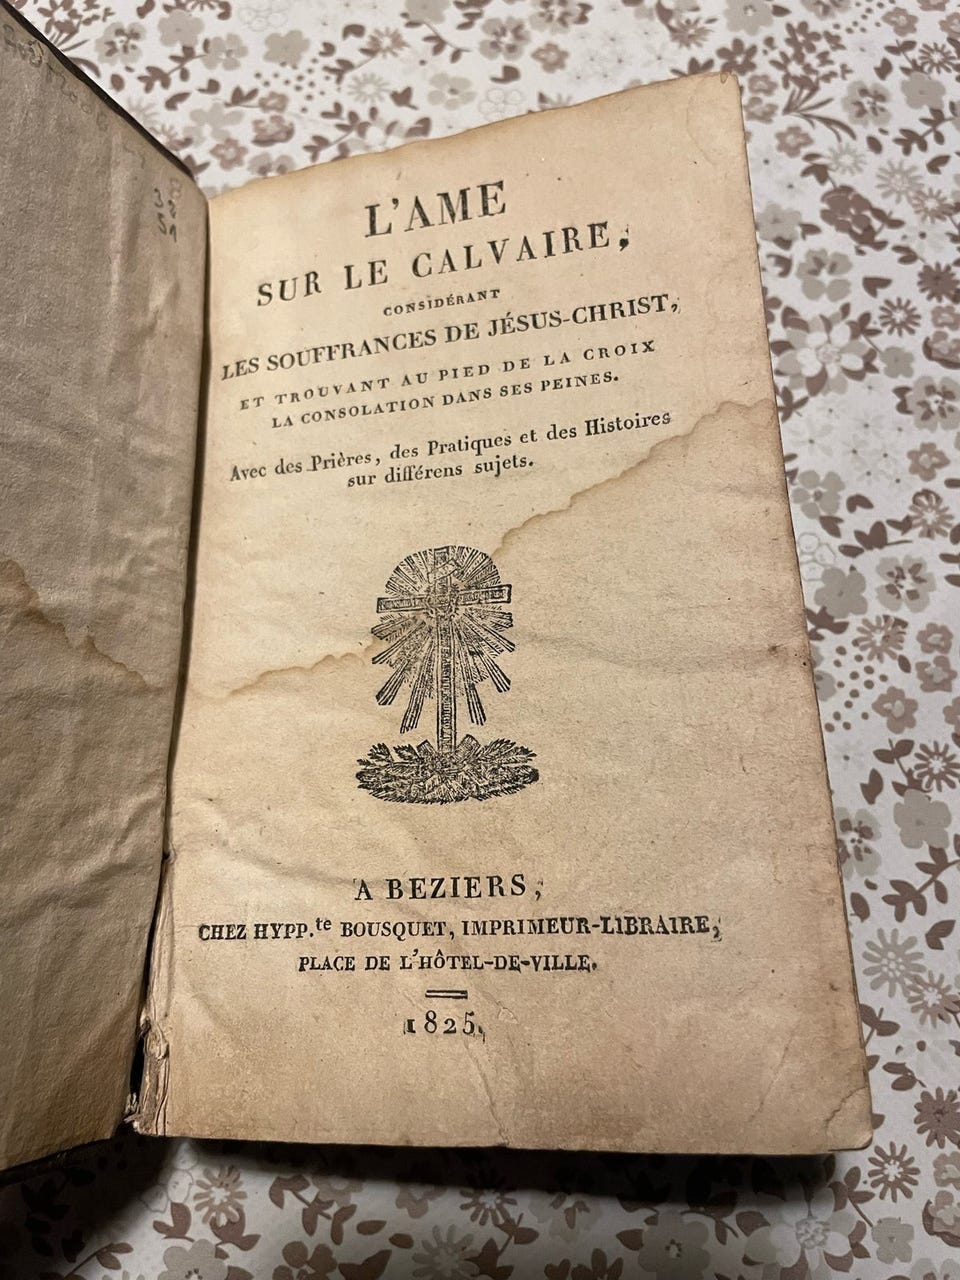 L'AME
SUR LE CALVAIRE,
CONSIDÉRANT
LES SOUFFRANCES DE JÉSUS-CHRIST,
ET TROUVANT AU PIED DE LA CROIX
LA CONSOLATION DANS SES PEINES.
Avec des Prières, des Pratiques et des Histoires
sur différens sujets.
A BEZIERS,
CHEZ HYPP.te BOUSQUET, IMPRIMEUR-LIBRAIRE,
PLACE DE L'HÔTEL-DE-VILLE.
1825.